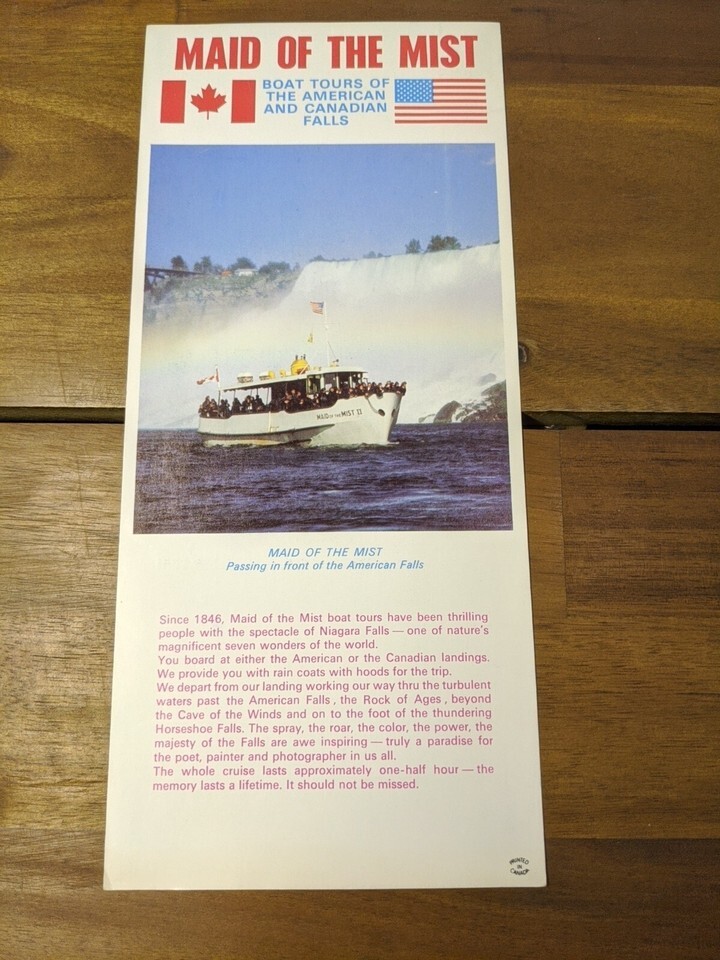 MAID OF THE MIST
BOAT TOURS OF
THE AMERICAN
AND CANADIAN
FALLS
MAID OF THE MIST II
MAID OF THE MIST
Passing in front of the American Falls
Since 1846, Maid of the Mist boat tours have been thrilling
people with the spectacle of Niagara Falls — one of nature's
magnificent seven wonders of the world.
You board at either the American or the Canadian landings.
We provide you with rain coats with hoods for the trip.
We depart from our landing working our way thru the turbulent
waters past the American Falls , the Rock of Ages , beyond
the Cave of the Winds and on to the foot of the thundering
Horseshoe Falls. The spray, the roar, the color, the power, the
majesty of the Falls are awe inspiring — truly a paradise for
the poet, painter and photographer in us all.
The whole cruise lasts approximately one-half hour — the
memory lasts a lifetime. It should not be missed.
PRINTED
IN
CANADA